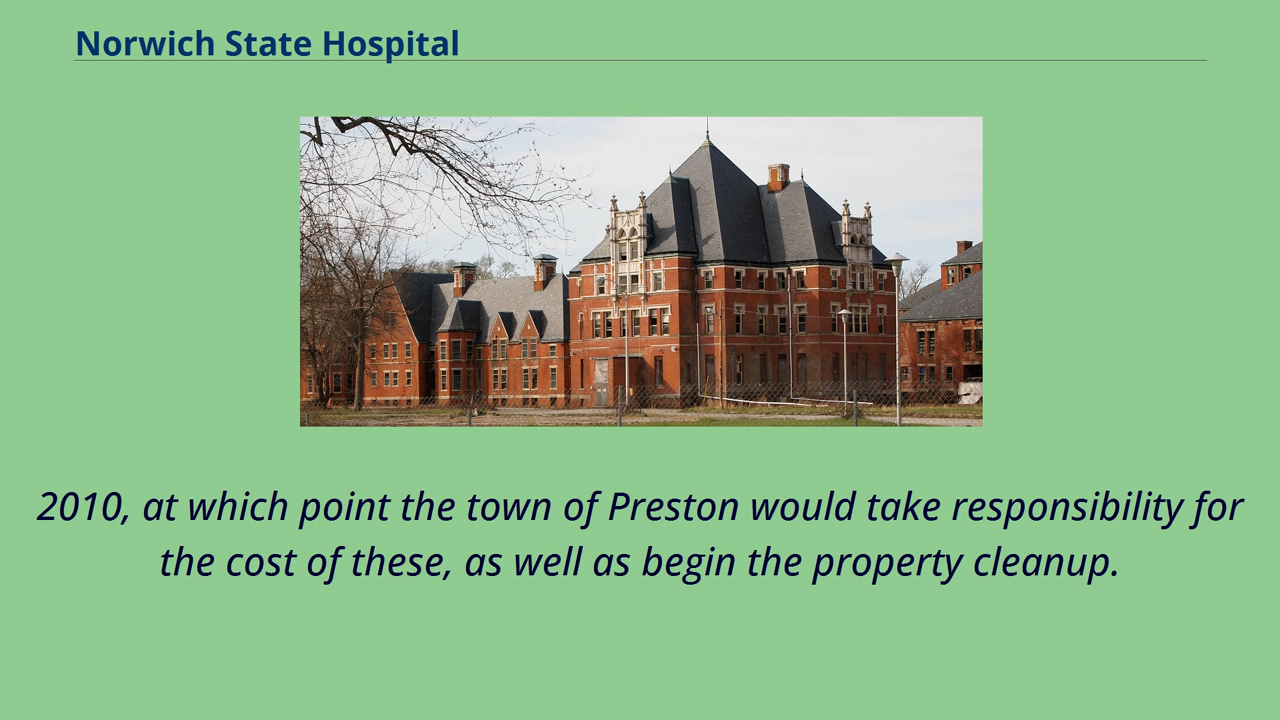 Norwich State Hospital
2010, at which point the town of Preston would take responsibility for
the cost of these, as well as begin the property cleanup.